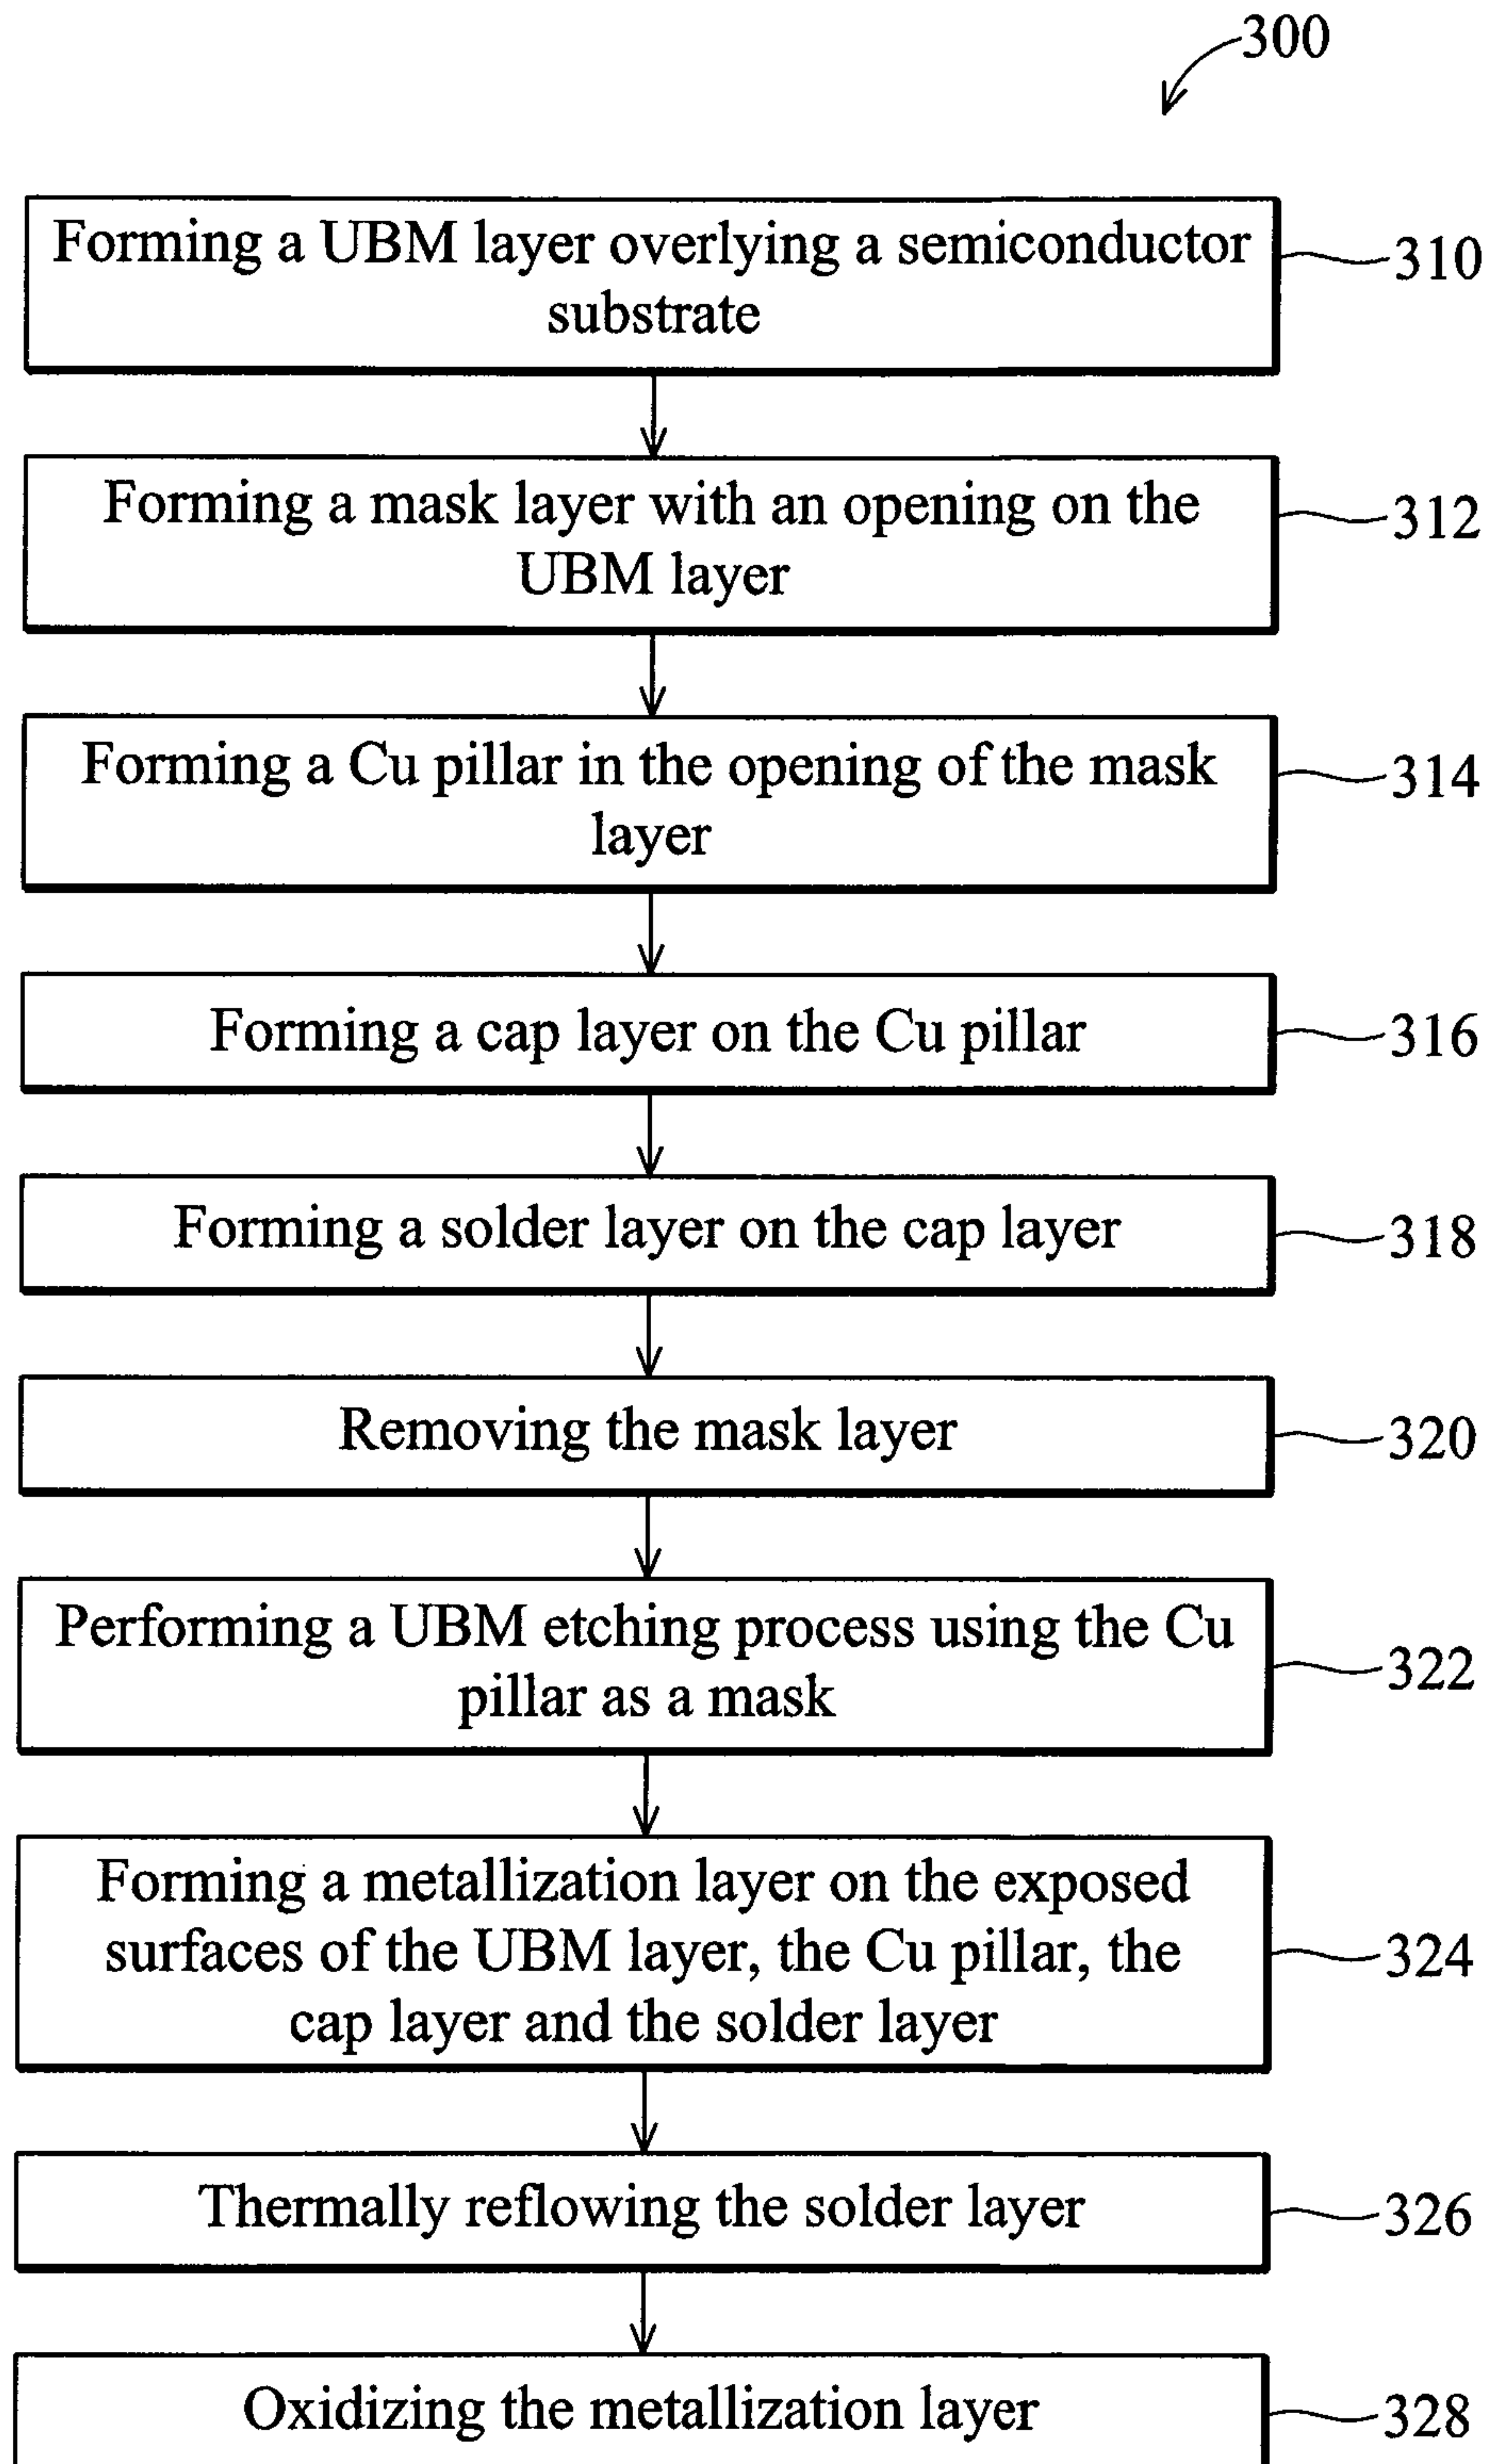 300
Forming a UBM layer overlying a semiconductor
substrate
310
Forming a mask layer with an opening on the
UBM layer
312
Forming a Cu pillar in the opening of the mask
layer
314
Forming a cap layer on the Cu pillar
316
Forming a solder layer on the cap layer
318
Removing the mask layer
320
Performing a UBM etching process using the Cu
pillar as a mask
322
Forming a metallization layer on the exposed
surfaces of the UBM layer, the Cu pillar, the
cap layer and the solder layer
324
Thermally reflowing the solder layer
326
Oxidizing the metallization layer
328